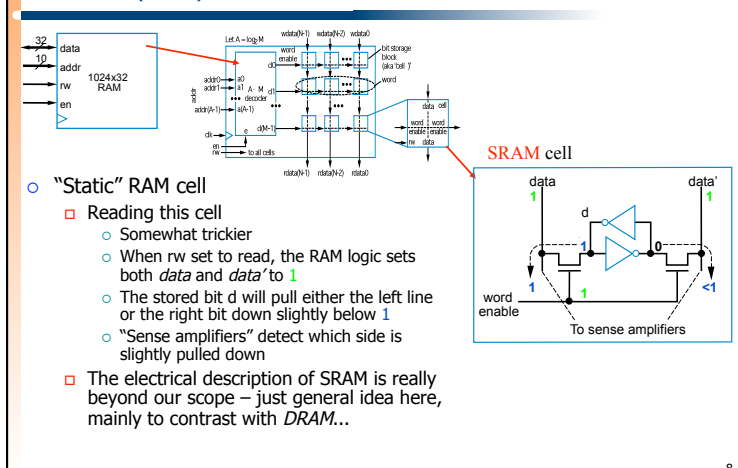 32
data
10
addr
1024x32
RAM
rw
en
Let A = log2M
wdata(N-1) wdata(N-2) wdata0
word
enable
bit storage
block
(aka "cell")
word
d0
addr
addr0 a0
addr1 a1
A · M
decoder
d1
addr(A-1) a(A-1)
clk
e
d(M-1)
en
rw to all cells
rdata(N-1) rdata(N-2) rdata0
data cell
word word
enable enable
rw data
SRAM cell
data data'
1 1
d
1 0
1 <1
word
enable
1
To sense amplifiers
"Static" RAM cell
Reading this cell
Somewhat trickier
When rw set to read, the RAM logic sets
both data and data' to 1
The stored bit d will pull either the left line
or the right bit down slightly below 1
"Sense amplifiers" detect which side is
slightly pulled down
The electrical description of SRAM is really
beyond our scope – just general idea here,
mainly to contrast with DRAM...